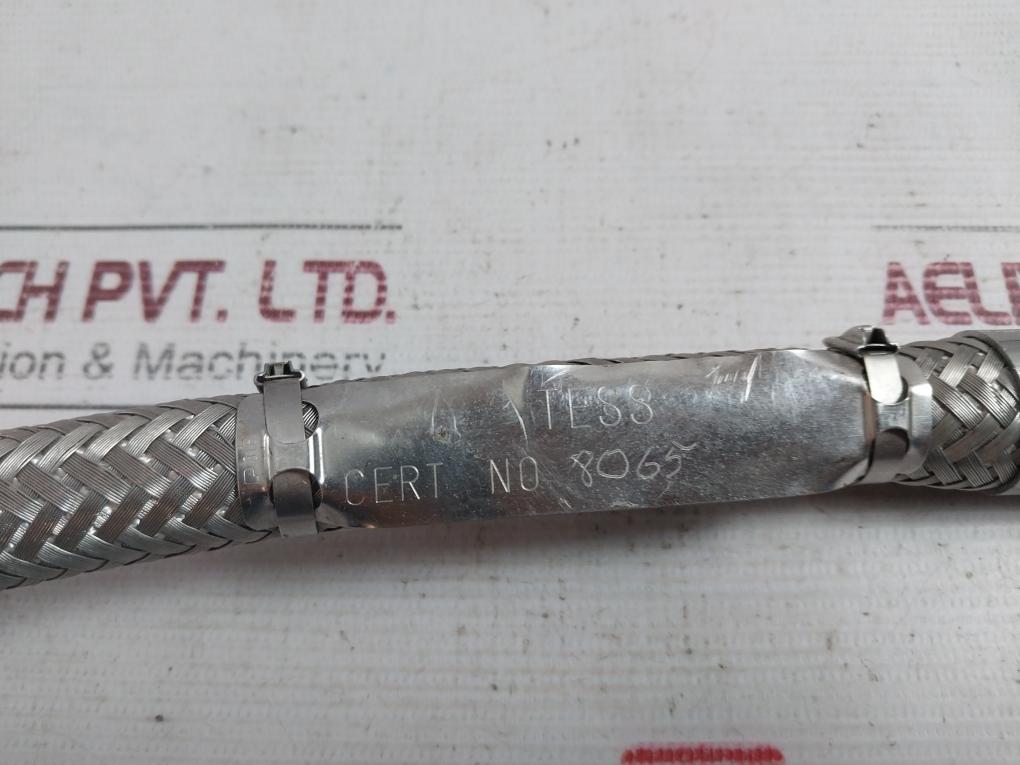 CH PVT. LTD.
AEL
ion & Machinery
TESS
CERT NO 8065